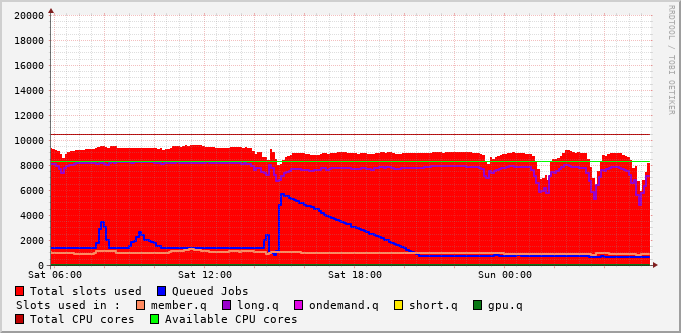 20000
18000
16000
14000
12000
10000
8000
6000
4000
2000
0
Sat 06:00 Sat 12:00 Sat 18:00 Sun 00:00
RRDTOOL / TOBI OETIKER
Total slots used Queued Jobs
Slots used in : member.q long.q ondemand.q short.q gpu.q
Total CPU cores Available CPU cores